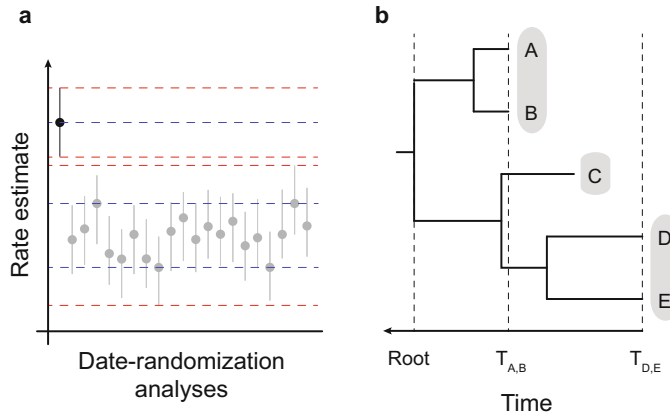 a
Rate estimate
Date-randomization
analyses
b
A
B
C
D
E
Root
T_A,B
T_D,E
Time